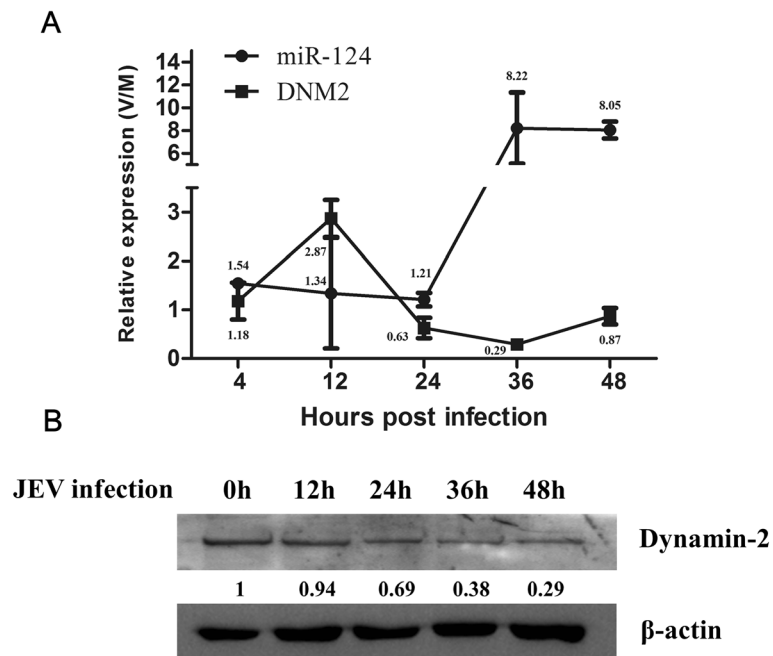 A
miR-124
DNM2
Relative expression (V/M)
14
12
10
8
6
3
2
1
0
8.22
8.05
1.54
2.87
1.34
1.21
1.18
0.63
0.29
0.87
4 12 24 36 48
Hours post infection
B
JEV infection 0h 12h 24h 36h 48h
Dynamin-2
1 0.94 0.69 0.38 0.29
β-actin